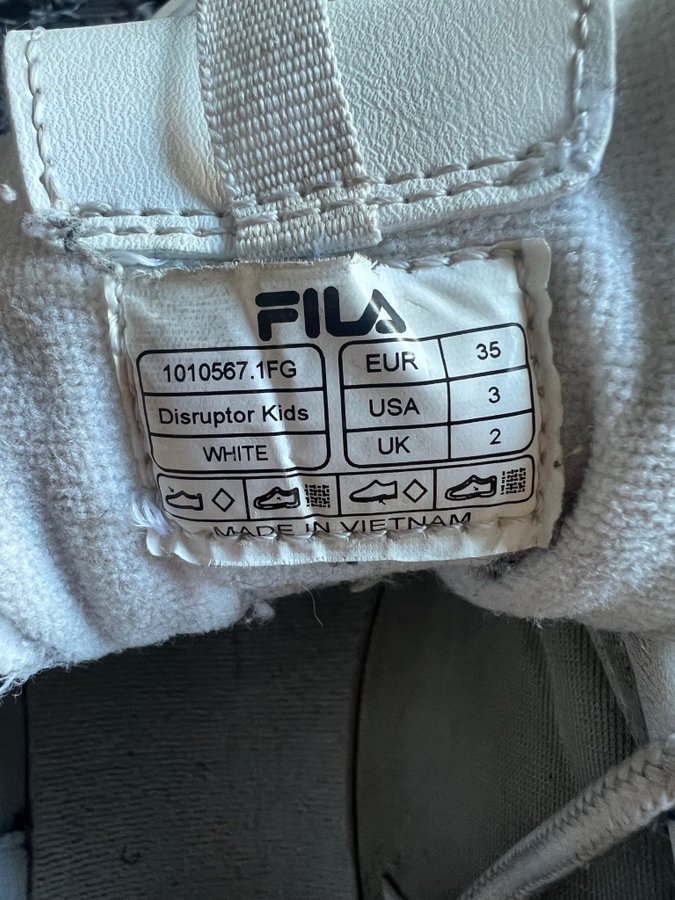 FILA
1010567.1FG
Disruptor Kids
WHITE
EUR 35
USA 3
UK 2
MADE IN VIETNAM